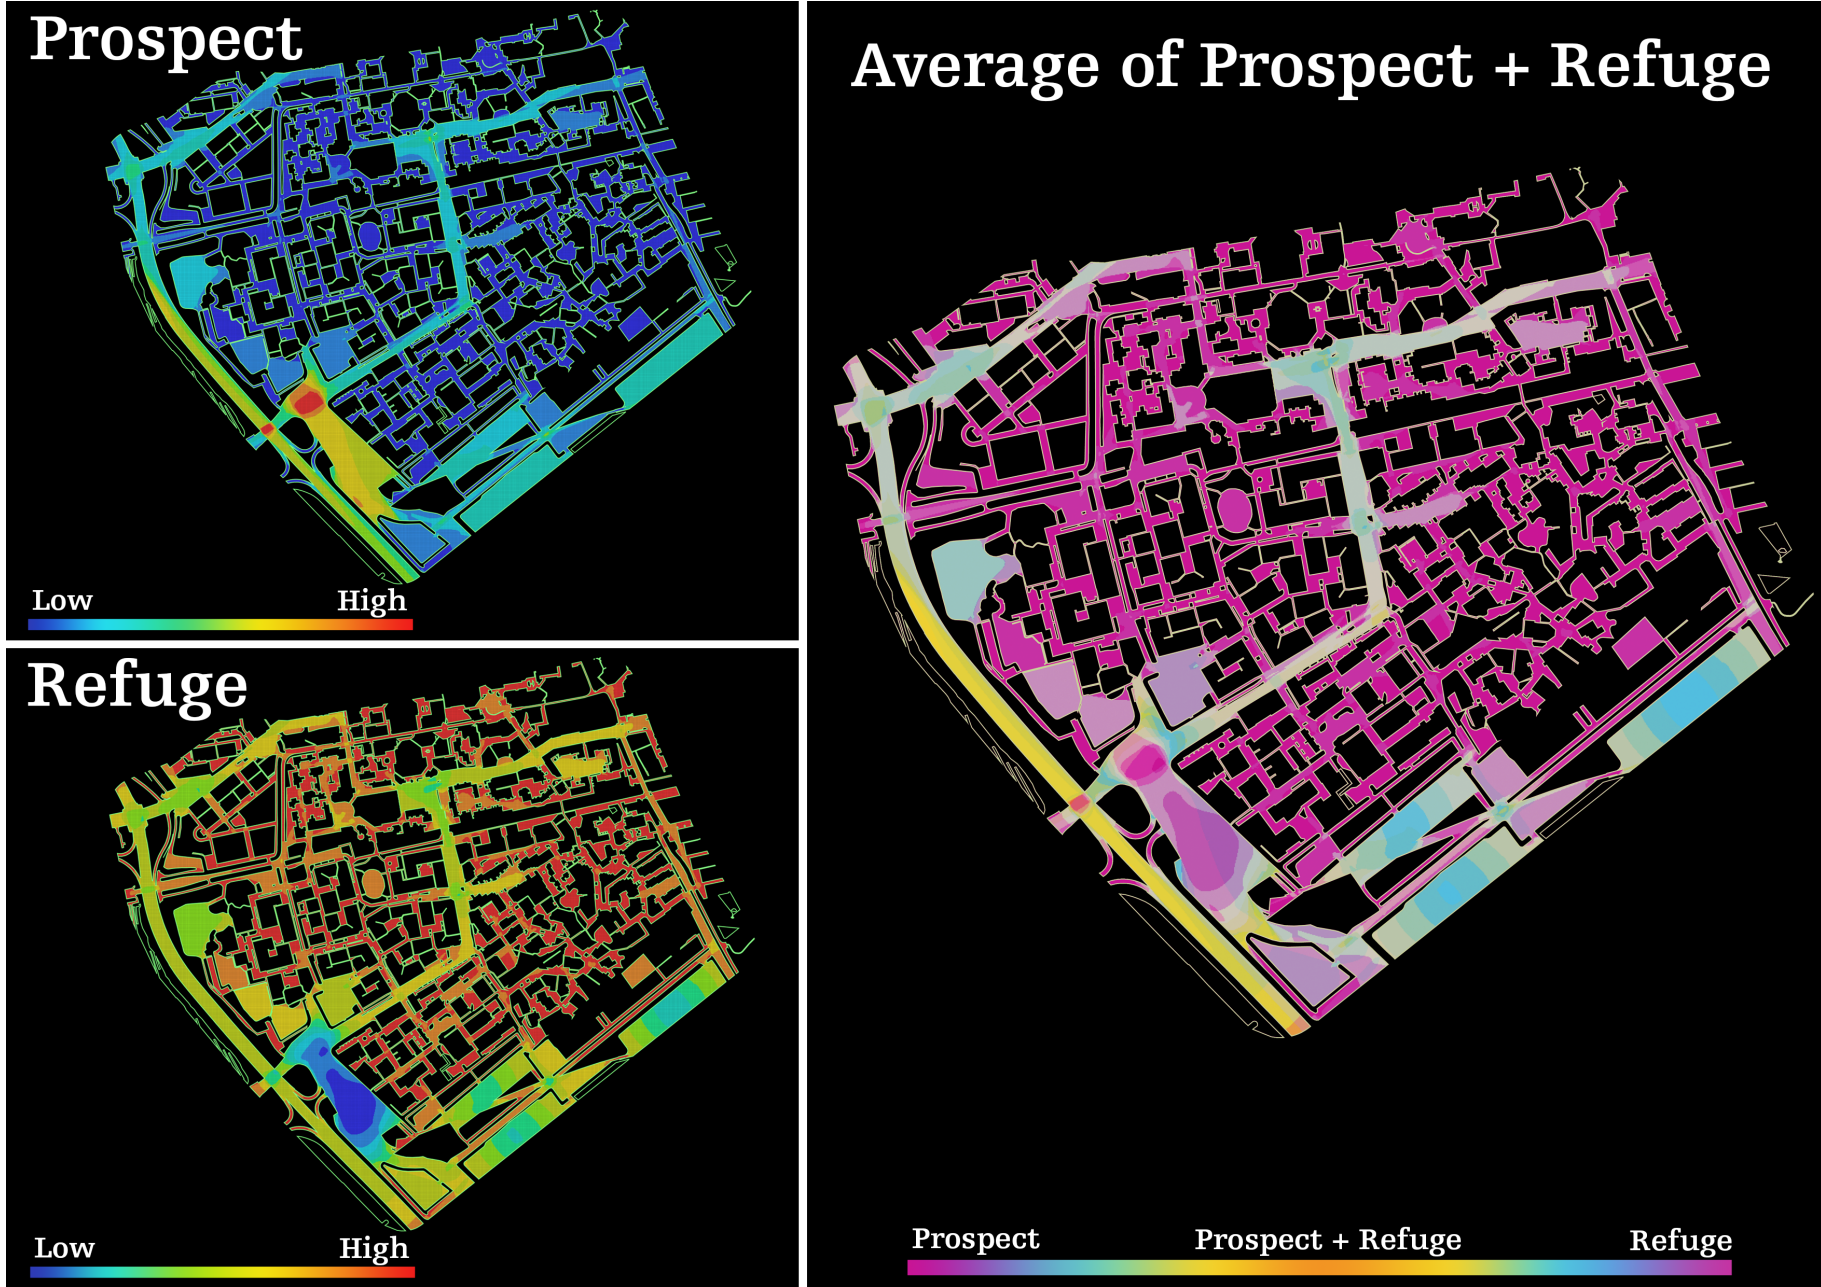 Prospect
Low High
Refuge
Low High
Average of Prospect + Refuge
Prospect Prospect + Refuge Refuge